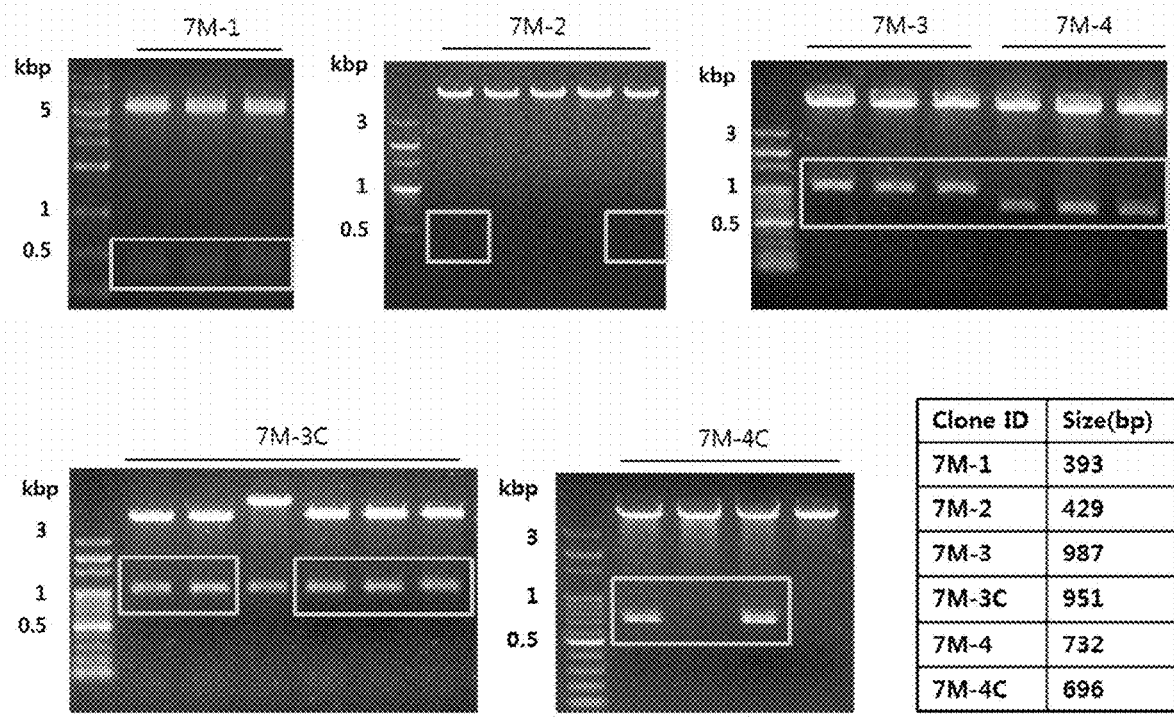 7M-1
kbp
5
1
0.5
7M-2
kbp
3
1
0.5
7M-3 7M-4
kbp
3
1
0.5
7M-3C
kbp
3
1
0.5
7M-4C
kbp
3
1
0.5
Clone ID Size(bp)
7M-1 393
7M-2 429
7M-3 987
7M-3C 951
7M-4 732
7M-4C 696